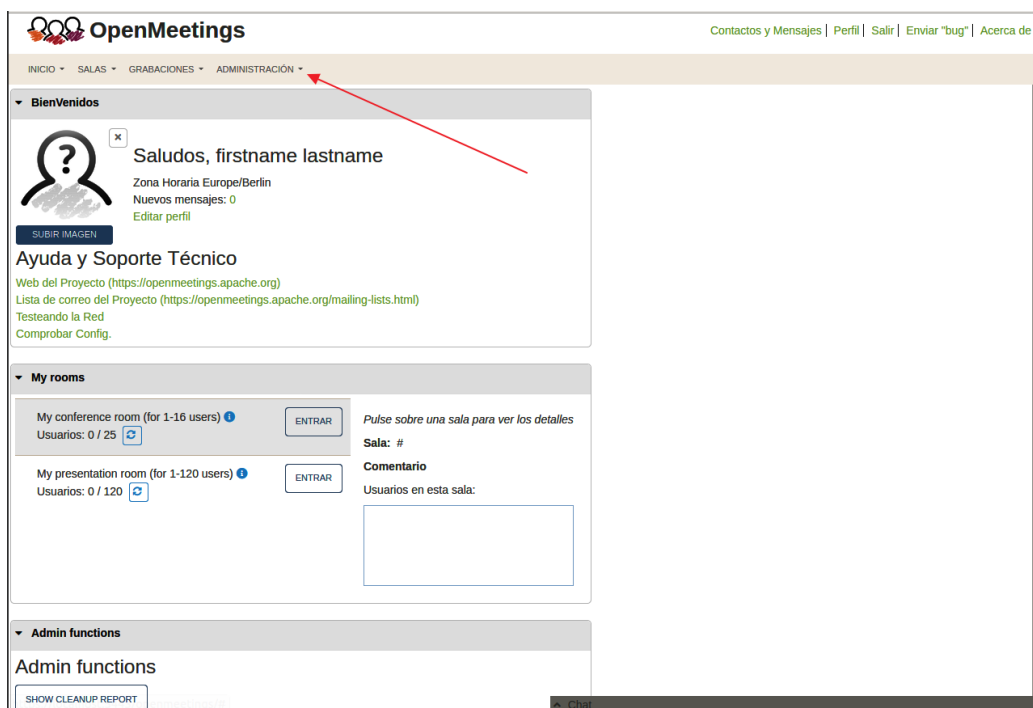 OpenMeetings
Contactos y Mensajes | Perfil | Salir | Enviar "bug" | Acerca de
INICIO SALAS GRABACIONES ADMINISTRACIÓN
BienVenidos
Saludos, firstname lastname
Zona Horaria Europe/Berlin
Nuevos mensajes: 0
Editar perfil
SUBIR IMAGEN
Ayuda y Soporte Técnico
Web del Proyecto (https://openmeetings.apache.org)
Lista de correo del Proyecto (https://openmeetings.apache.org/mailing-lists.html)
Testeando la Red
Comprobar Config.
My rooms
My conference room (for 1-16 users)
Usuarios: 0 / 25
ENTRAR
My presentation room (for 1-120 users)
Usuarios: 0 / 120
ENTRAR
Pulse sobre una sala para ver los detalles
Sala: #
Comentario
Usuarios en esta sala:
Admin functions
Admin functions
SHOW CLEANUP REPORT
Chat